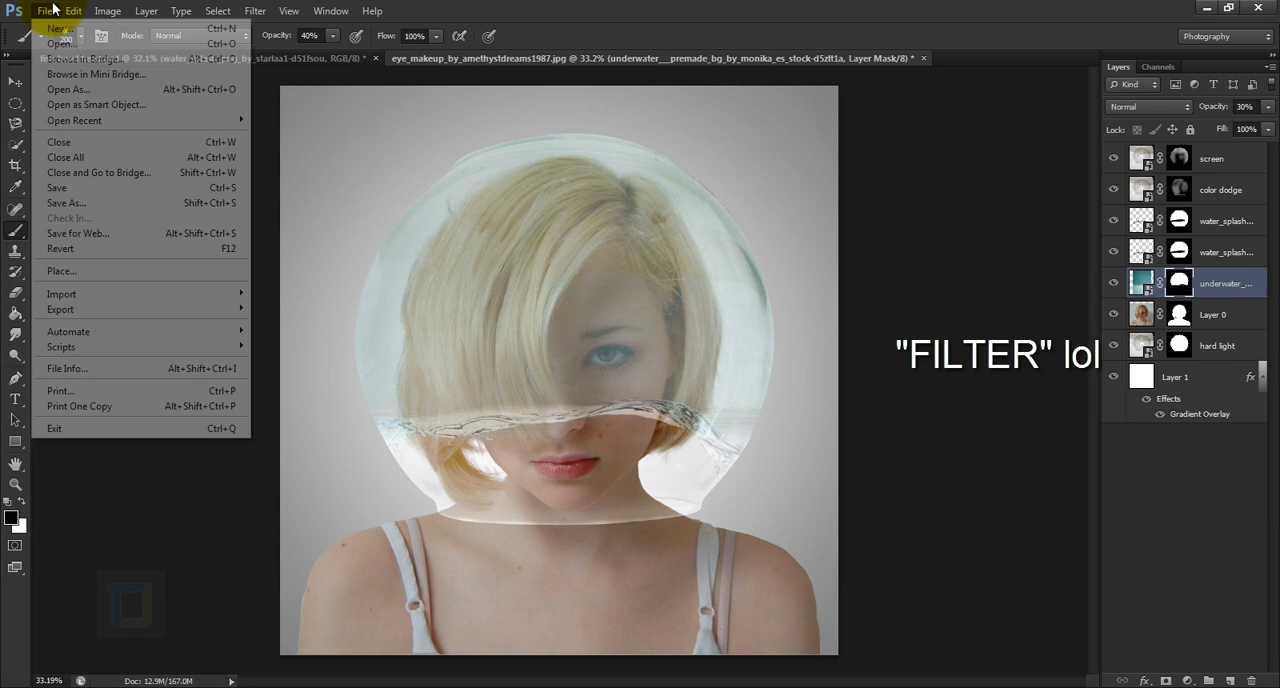 Ps File Edit Image Layer Type Select Filter View Window Help
200 Mode: Normal Opacity: 40% Flow: 100% Photography
eye_makeup_by_amethystdreams1987.jpg @ 33.2% (underwater___premade_bg_by_monika_es_stock-d5zlt1a, Layer Mask/8) *
New... Ctrl+N
Open... Ctrl+O
Browse in Bridge... Alt+Ctrl+O
Browse in Mini Bridge...
Open As... Alt+Shift+Ctrl+O
Open as Smart Object...
Open Recent
Close Ctrl+W
Close All Alt+Ctrl+W
Close and Go to Bridge... Shift+Ctrl+W
Save Ctrl+S
Save As... Shift+Ctrl+S
Check In...
Save for Web... Alt+Shift+Ctrl+S
Revert F12
Place...
Import
Export
Automate
Scripts
File Info... Alt+Shift+Ctrl+I
Print... Ctrl+P
Print One Copy Alt+Shift+Ctrl+P
Exit Ctrl+Q
"FILTER" lol
Layers Channels
Kind
Normal Opacity: 30%
Lock: Fill: 100%
screen
color dodge
water_splash...
water_splash...
underwater_...
Layer 0
hard light
Layer 1 fx
Effects
Gradient Overlay
33.19% Doc: 12.9M/167.0M